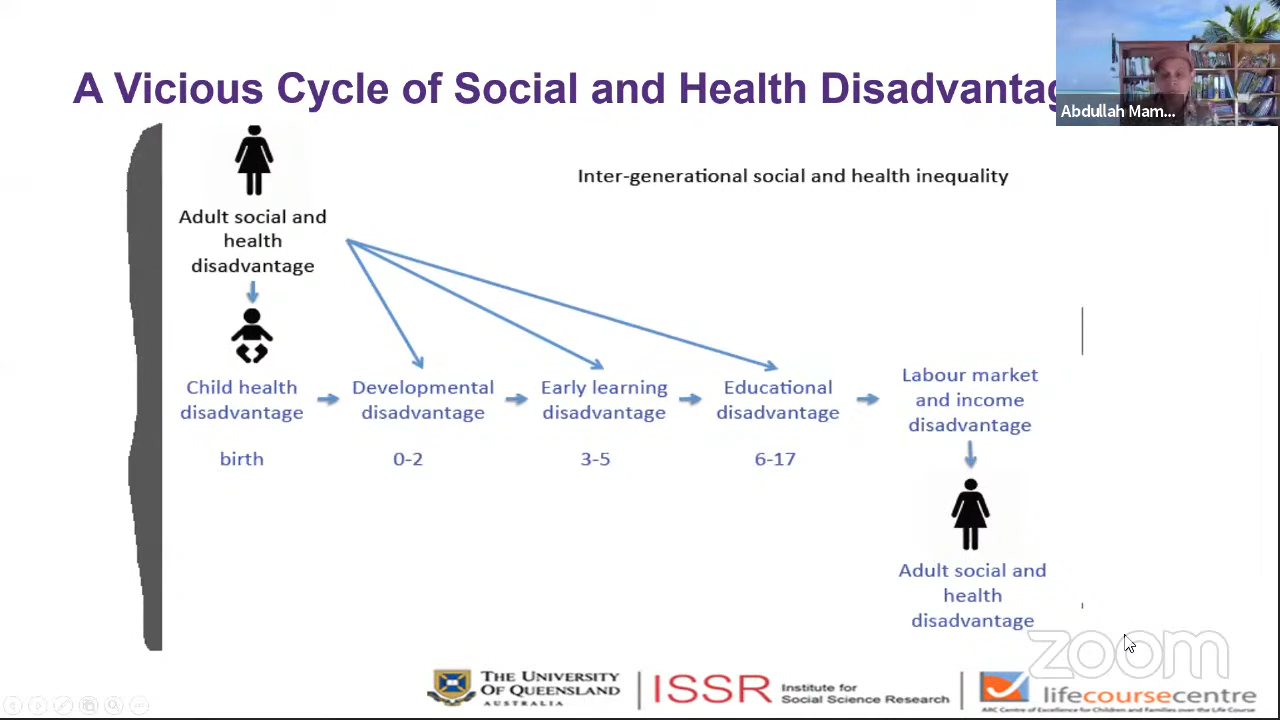 A Vicious Cycle of Social and Health Disadvantag
Abdullah Mam...
Inter-generational social and health inequality
Adult social and
health
disadvantage
Child health
disadvantage
birth
Developmental
disadvantage
0-2
Early learning
disadvantage
3-5
Educational
disadvantage
6-17
Labour market
and income
disadvantage
Adult social and
health
disadvantage
zoom
THE UNIVERSITY
OF QUEENSLAND
AUSTRALIA
ISSR
Institute for
Social Science Research
lifecoursecentre
ARC Centre of Excellence for Children and Families over the Life Course